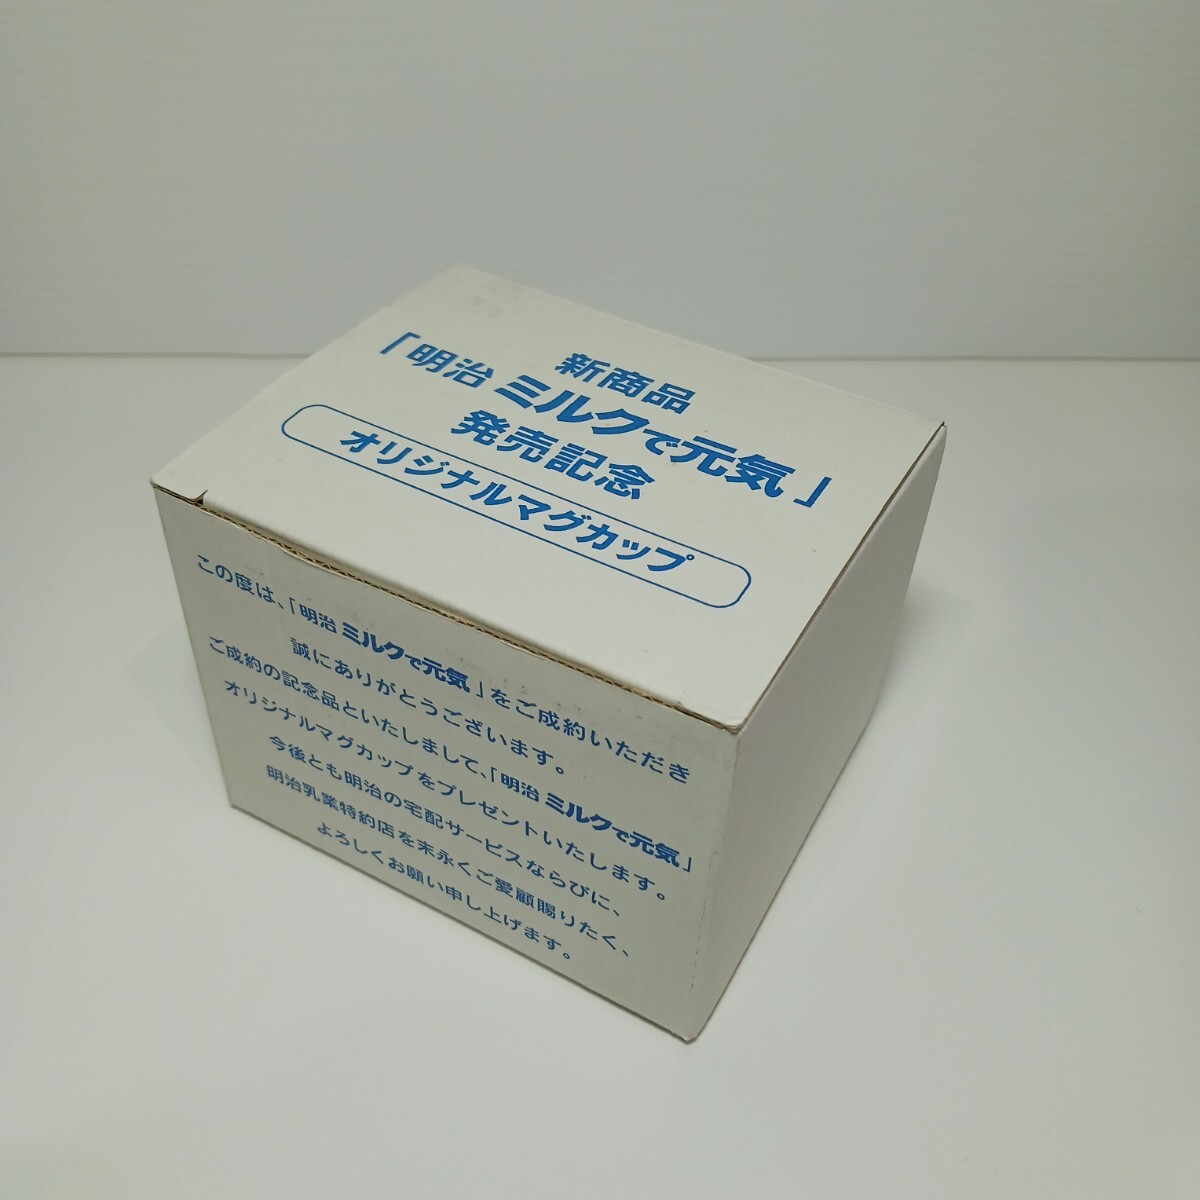 新商品
「明治 ミルクで元気」
発売記念
オリジナルマグカップ
この度は、「明治 ミルクで元気」をご成約いただき
誠にありがとうございます。
ご成約の記念品といたしまして、「明治 ミルクで元気」
オリジナルマグカップをプレゼントいたします。
今後とも明治の宅配サービスならびに、
明治乳業特約店を末永くご愛顧賜りたく、
よろしくお願い申し上げます。